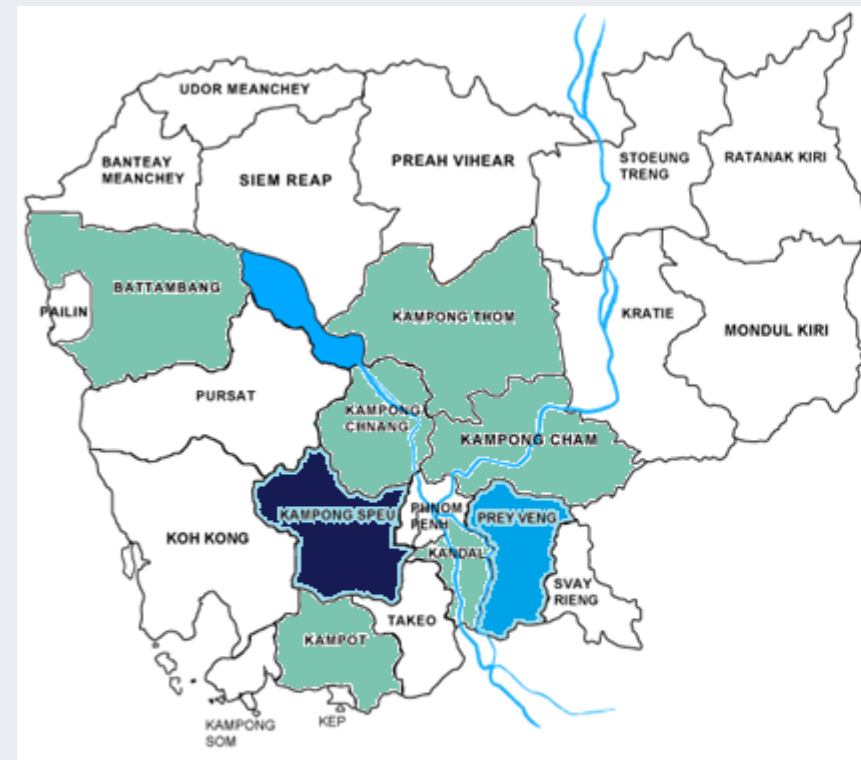 UDOR MEANCHEY
BANTEAY
MEANCHEY
SIEM REAP
PREAH VIHEAR
STOEUNG
TRENG
RATANAK KIRI
BATTAMBANG
PAILIN
KAMPONG THOM
KRATIE
MONDUL KIRI
PURSAT
KAMPONG
CHNANG
KAMPONG CHAM
KOH KONG
KAMPONG SPEU
PHNOM
PENH
PREY VENG
KANDAL
SVAY
RIENG
TAKEO
KAMPOT
KAMPONG
SOM
KEP